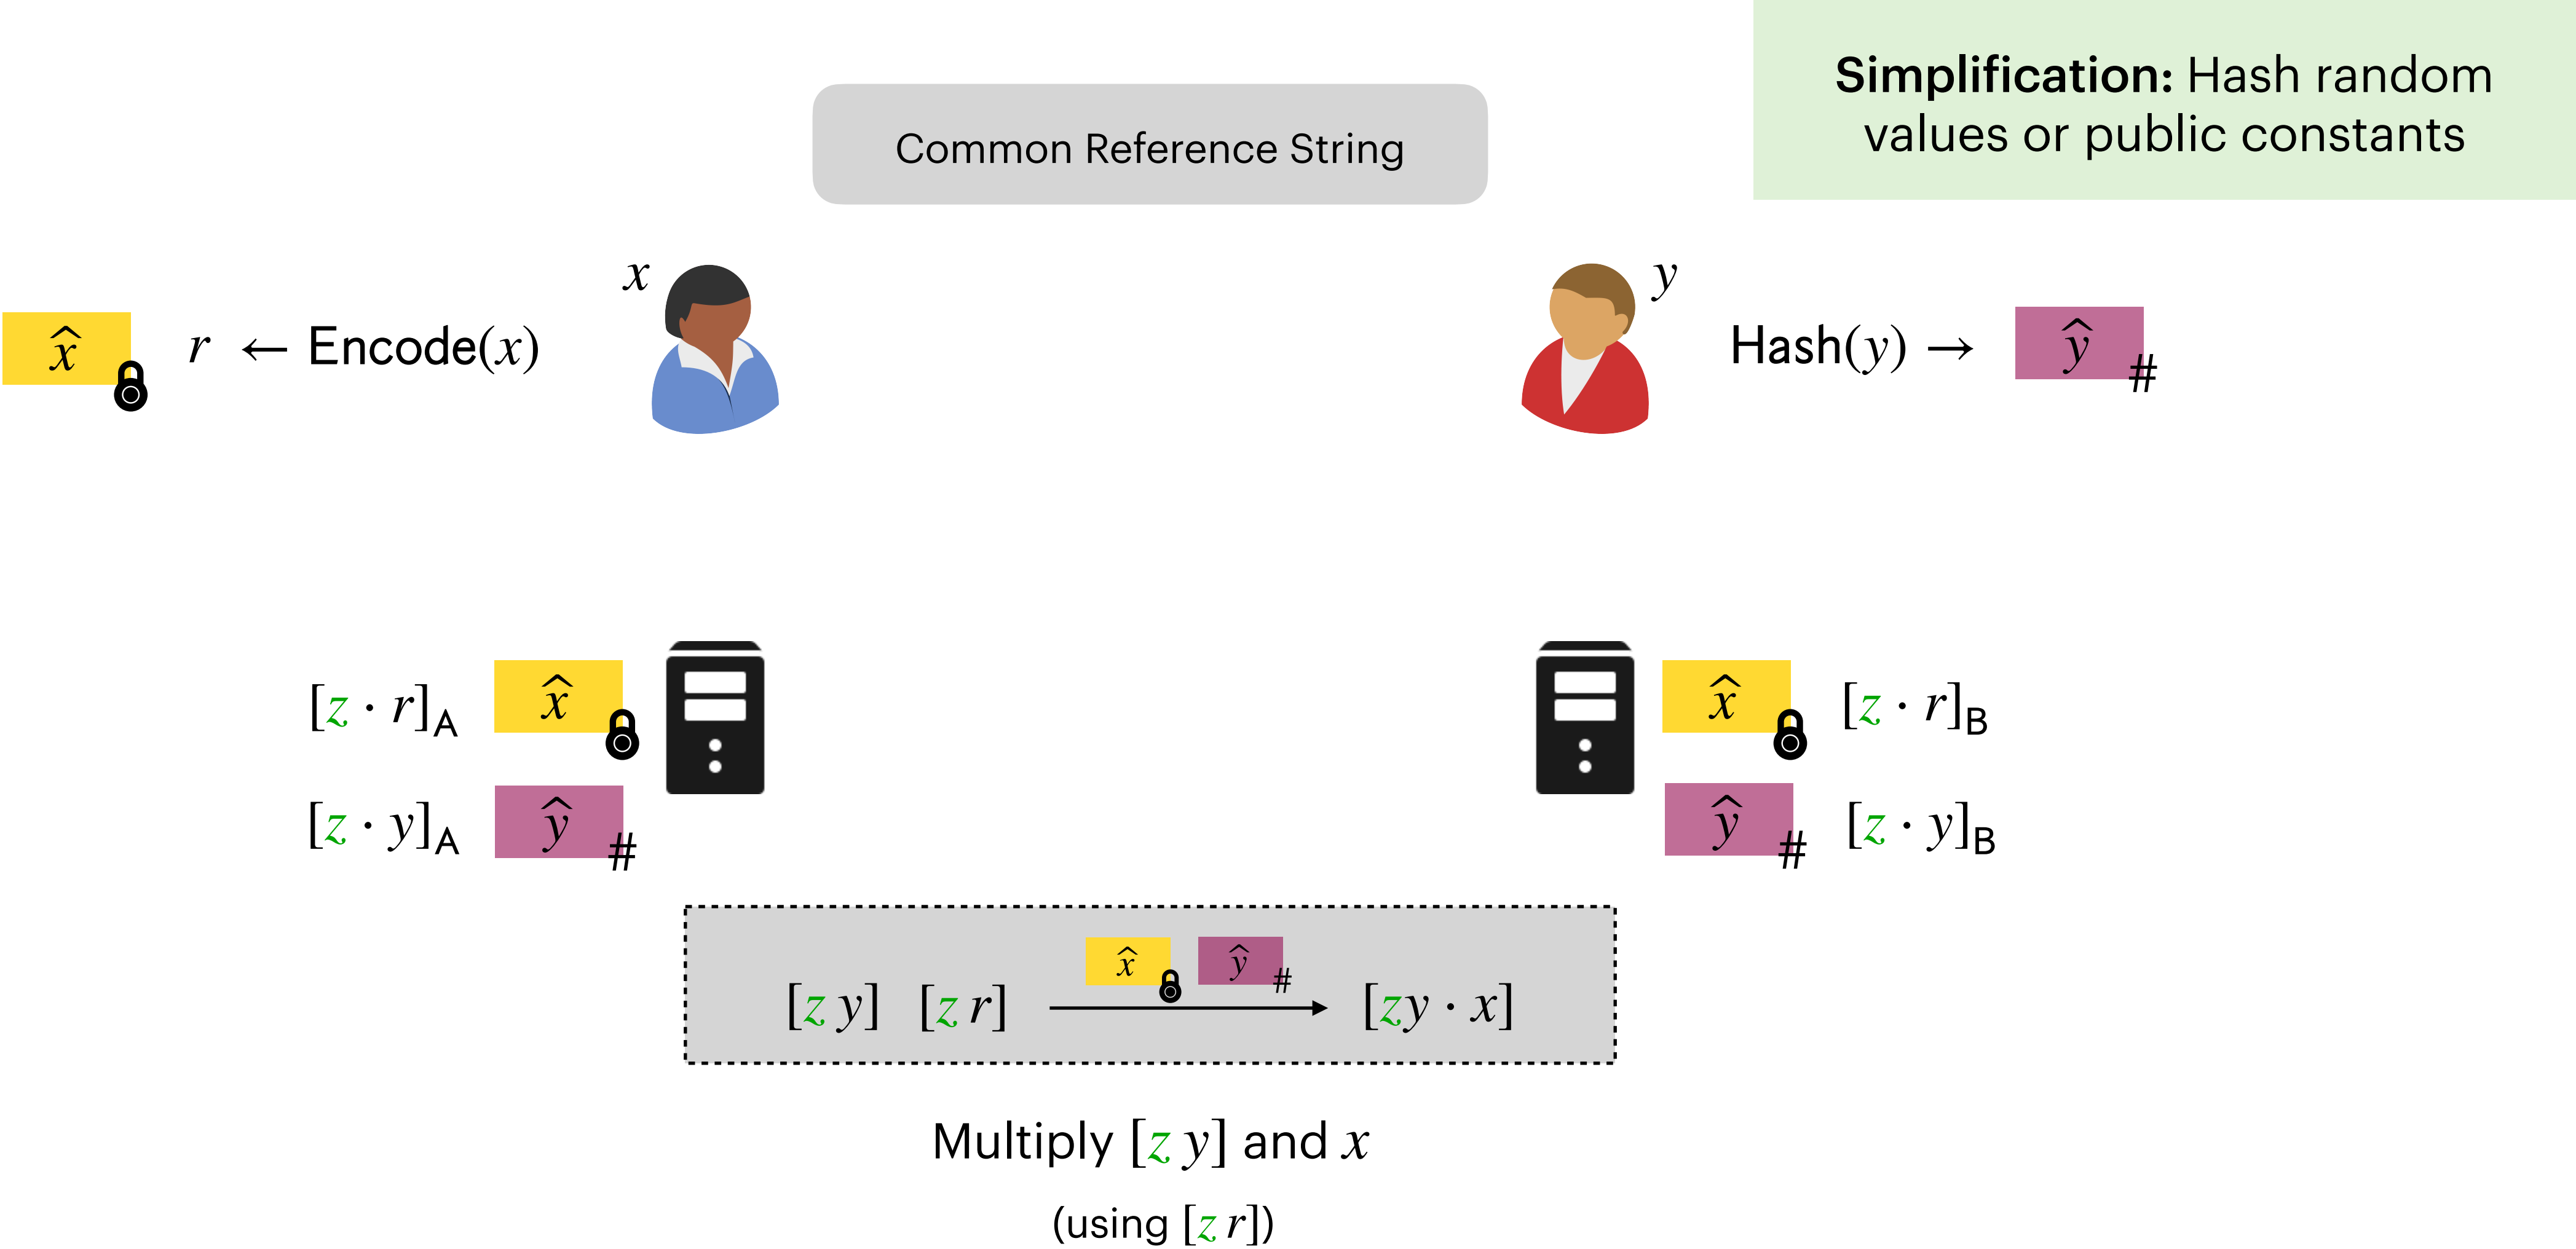 Simplification: Hash random
values or public constants
Common Reference String
x
y
x̂ r ← Encode(x)
Hash(y) → ŷ #
[z · r]A x̂
x̂ [z · r]B
[z · y]A ŷ #
ŷ # [z · y]B
x̂ ŷ #
[z y] [z r] [zy · x]
Multiply [z y] and x
(using [z r])